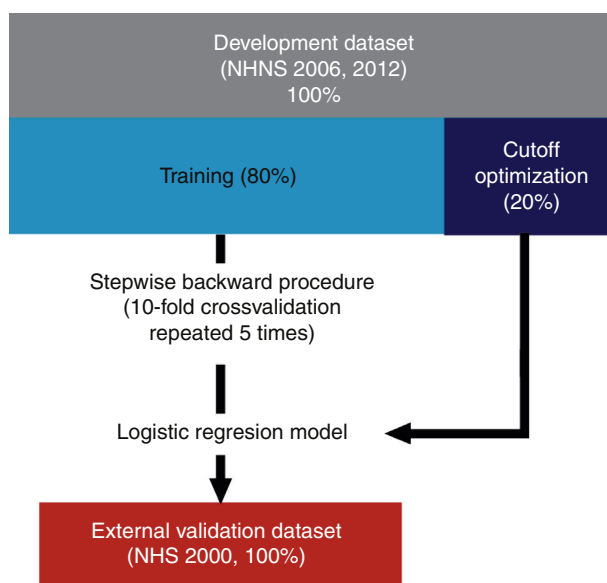 Development dataset
(NHNS 2006, 2012)
100%
Training (80%)
Cutoff
optimization
(20%)
Stepwise backward procedure
(10-fold crossvalidation
repeated 5 times)
Logistic regresion model
External validation dataset
(NHS 2000, 100%)